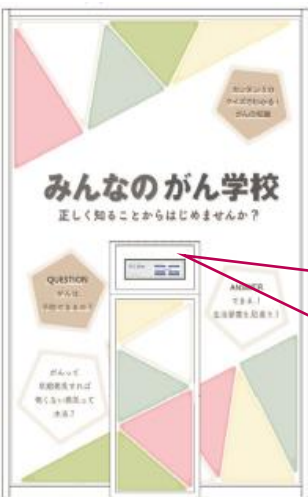 カンタン!
クイズでわかる!
がんの知識
みんなの がん学校
正しく知ることからはじめませんか?
QUESTION
がんは、
予防できるの?
ANSWER
できる!
生活習慣を見直そう!
がんって
早期発見すれば
怖くない病気って
本当?